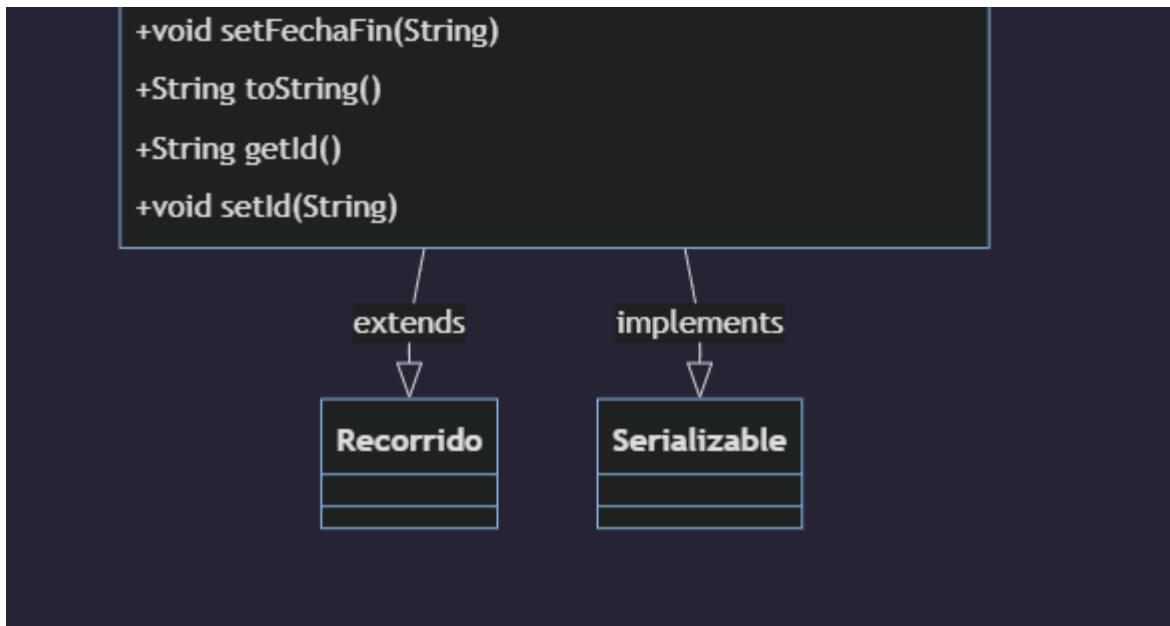 +void setFechaFin(String)
+String toString()
+String getId()
+void setId(String)
extends
implements
Recorrido
Serializable